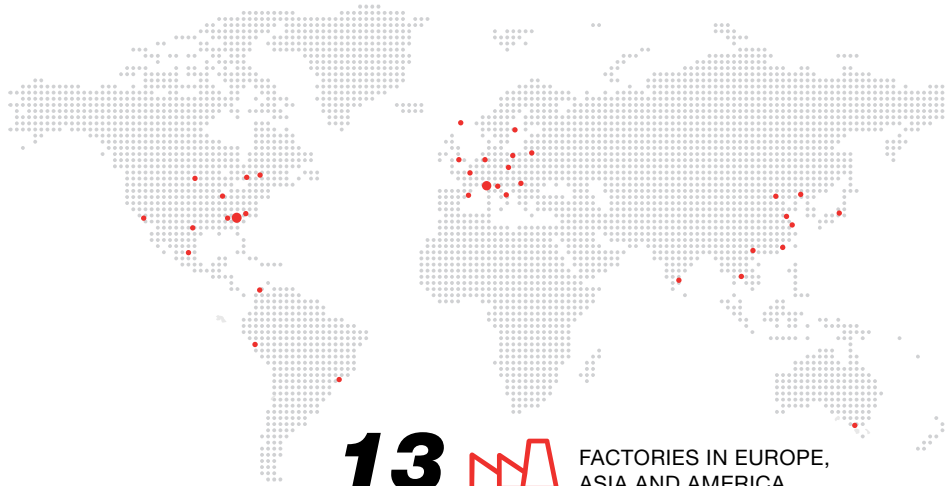 13
FACTORIES IN EUROPE,
ASIA AND AMERICA